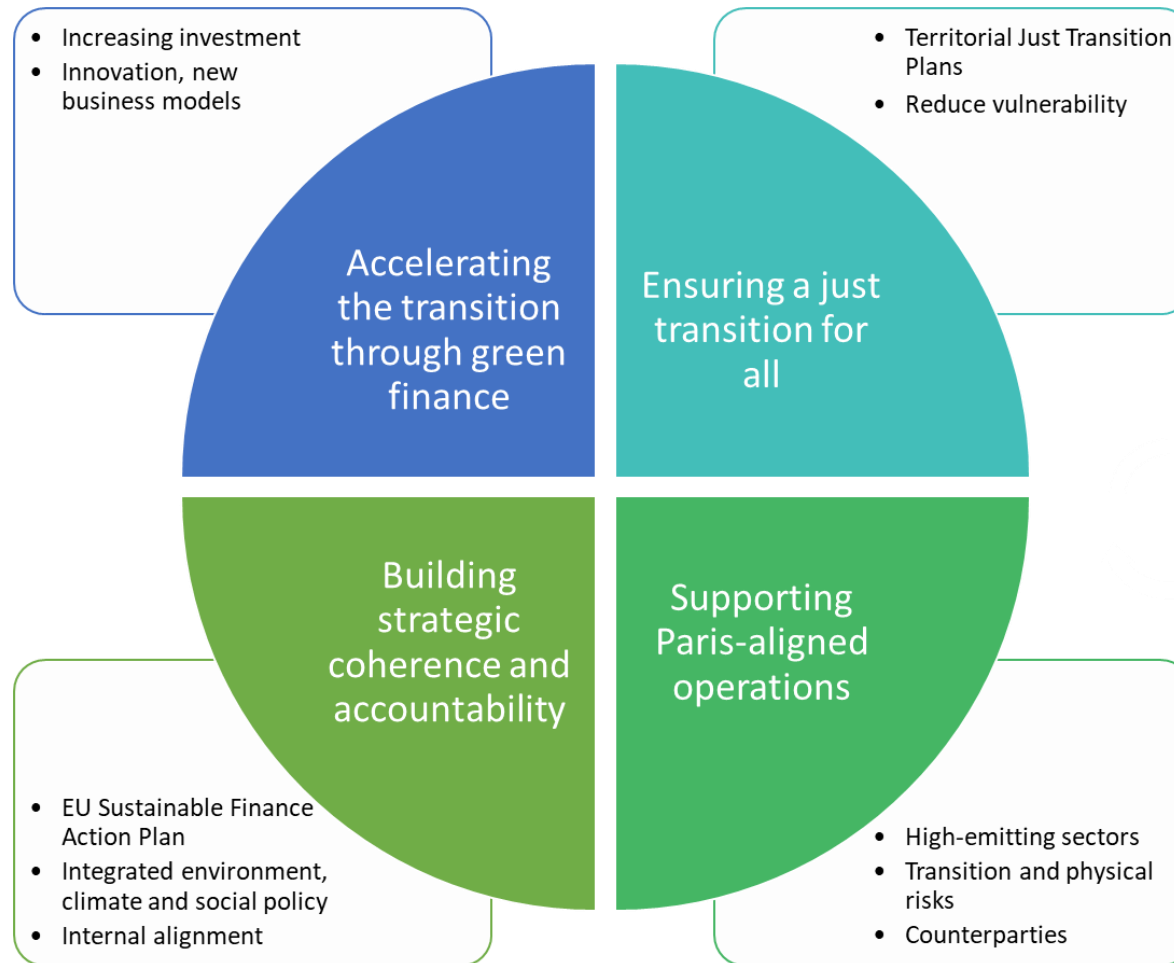 • Increasing investment
• Innovation, new
business models
• Territorial Just Transition
Plans
• Reduce vulnerability
Accelerating
the transition
through green
finance
Ensuring a just
transition for
all
Building
strategic
coherence and
accountability
Supporting
Paris-aligned
operations
• EU Sustainable Finance
Action Plan
• Integrated environment,
climate and social policy
• Internal alignment
• High-emitting sectors
• Transition and physical
risks
• Counterparties